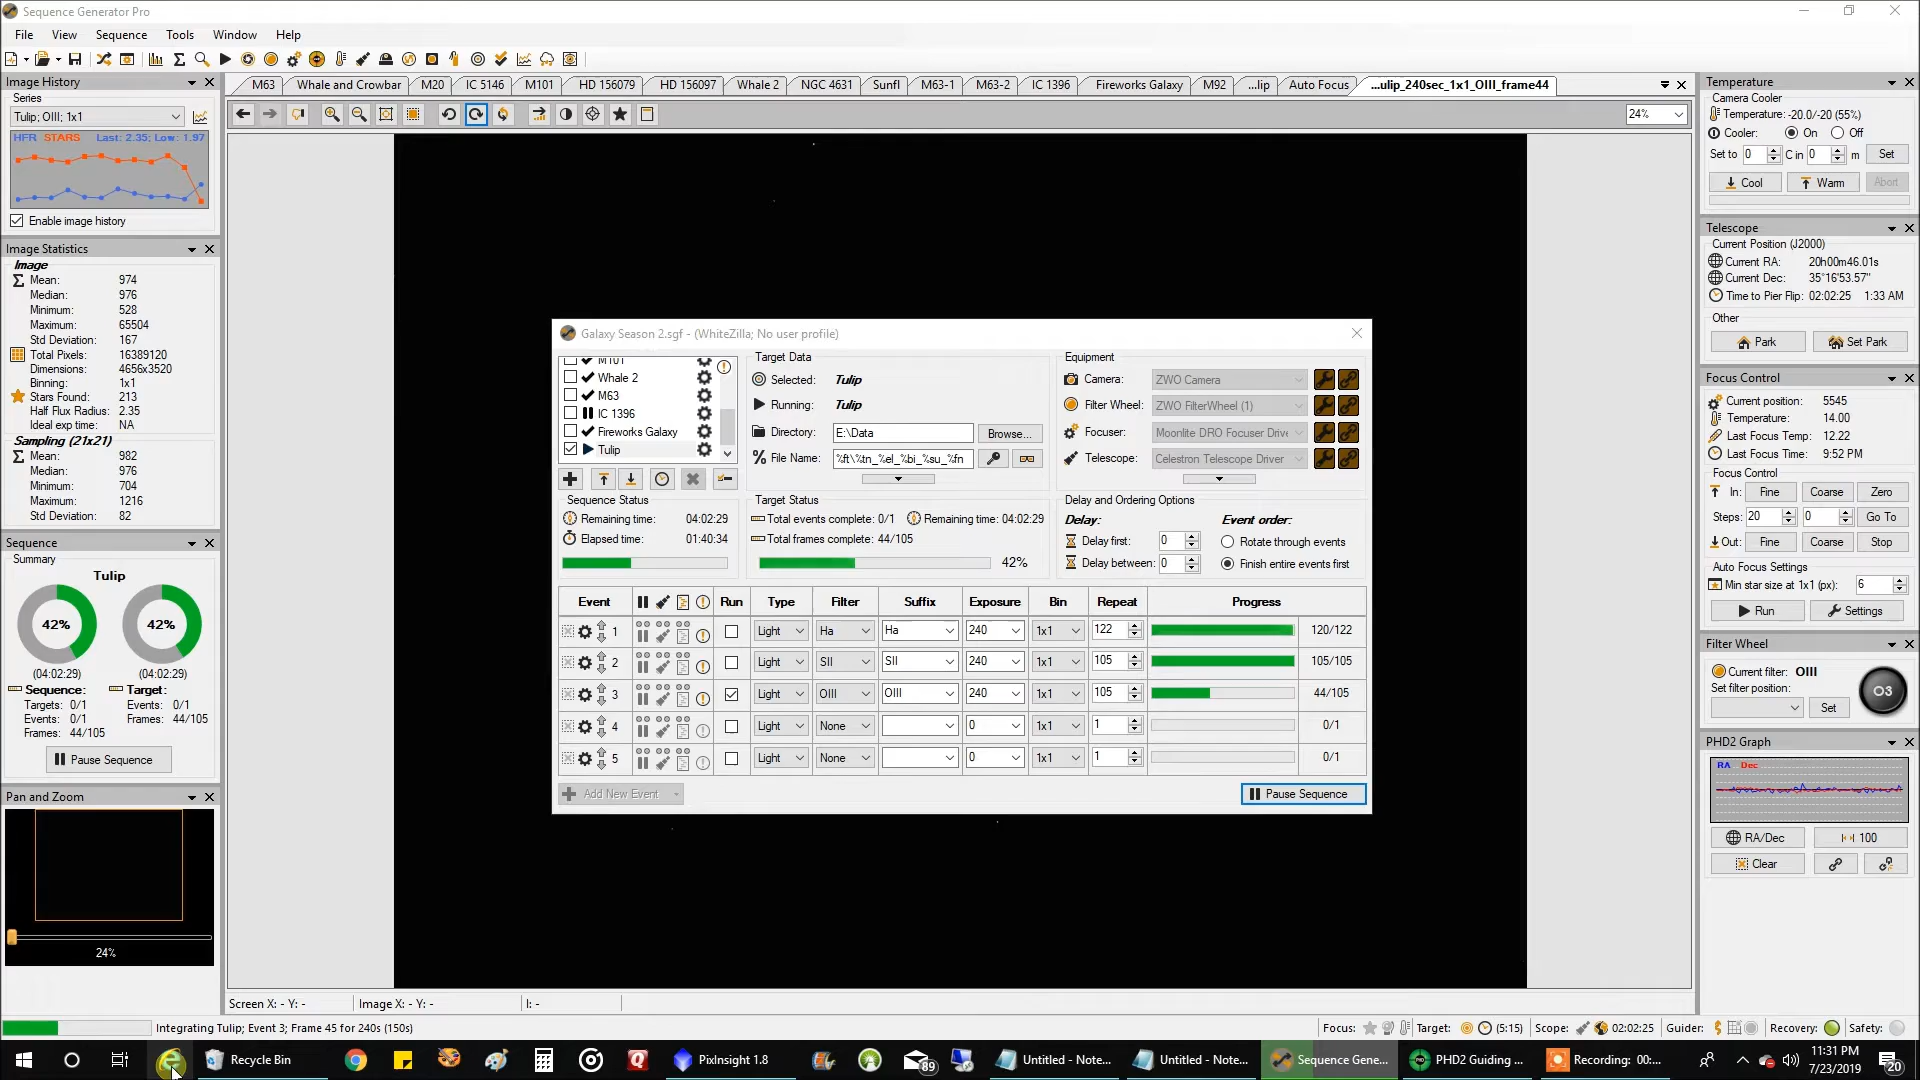 Sequence Generator Pro
File View Sequence Tools Window Help
Image History
Series
Tulip; OIII; 1x1
HFR STARS Last: 2.35; Low: 1.97
Enable image history
Image Statistics
Image
Mean: 974
Median: 976
Minimum: 528
Maximum: 65504
Std Deviation: 167
Total Pixels: 16389120
Dimensions: 4656x3520
Binning: 1x1
Stars Found: 213
Half Flux Radius: 2.35
Ideal exp time: NA
Sampling (21x21)
Mean: 982
Median: 976
Minimum: 704
Maximum: 1216
Std Deviation: 82
Sequence
Summary
Tulip
42% 42%
(04:02:29) (04:02:29)
Sequence: Target:
Targets: 0/1 Events: 0/1
Events: 0/1 Frames: 44/105
Frames: 44/105
Pause Sequence
Pan and Zoom
24%
M63 Whale and Crowbar M20 IC 5146 M101 HD 156079 HD 156097 Whale 2 NGC 4631 Sunfl M63-1 M63-2 IC 1396 Fireworks Galaxy M92 ...lip Auto Focus ...ulip_240sec_1x1_OIII_frame44
24%
Galaxy Season 2.sgf - (WhiteZilla; No user profile)
M101
Whale 2
M63
IC 1396
Fireworks Galaxy
Tulip
Target Data
Selected: Tulip
Running: Tulip
Directory: E:\Data Browse...
File Name: %ft\%tn_%el_%bi_%su_%fn
Equipment
Camera: ZWO Camera
Filter Wheel: ZWO FilterWheel (1)
Focuser: Moonlite DRO Focuser Drive
Telescope: Celestron Telescope Driver
Sequence Status
Remaining time: 04:02:29
Elapsed time: 01:40:34
Target Status
Total events complete: 0/1 Remaining time: 04:02:29
Total frames complete: 44/105
42%
Delay and Ordering Options
Delay: Event order:
Delay first: 0 Rotate through events
Delay between: 0 Finish entire events first
Event Run Type Filter Suffix Exposure Bin Repeat Progress
1 Light Ha Ha 240 1x1 122 120/122
2 Light SII SII 240 1x1 105 105/105
3 Light OIII OIII 240 1x1 105 44/105
4 Light None 0 1x1 1 0/1
5 Light None 0 1x1 1 0/1
Add New Event Pause Sequence
Screen X: - Y: - Image X: - Y: - I: -
Temperature
Camera Cooler
Temperature: -20.0/-20 (55%)
Cooler: On Off
Set to 0 C in 0 m Set
Cool Warm Abort
Telescope
Current Position (J2000)
Current RA: 20h00m46.01s
Current Dec: 35°16'53.57"
Time to Pier Flip: 02:02:25 1:33 AM
Other
Park Set Park
Focus Control
Current position: 5545
Temperature: 14.00
Last Focus Temp: 12.22
Last Focus Time: 9:52 PM
Focus Control
In: Fine Coarse Zero
Steps: 20 0 Go To
Out: Fine Coarse Stop
Auto Focus Settings
Min star size at 1x1 (px): 6
Run Settings
Filter Wheel
Current filter: OIII
Set filter position:
Set
O3
PHD2 Graph
RA Dec
RA/Dec 100
Clear
Integrating Tulip; Event 3; Frame 45 for 240s (150s)
Focus: Target: (5:15) Scope: 02:02:25 Guider: Recovery: Safety:
Recycle Bin PixInsight 1.8 89 Untitled - Note... Untitled - Note... Sequence Gene... PHD2 Guiding ... Recording: 00:...
11:31 PM
7/23/2019
20